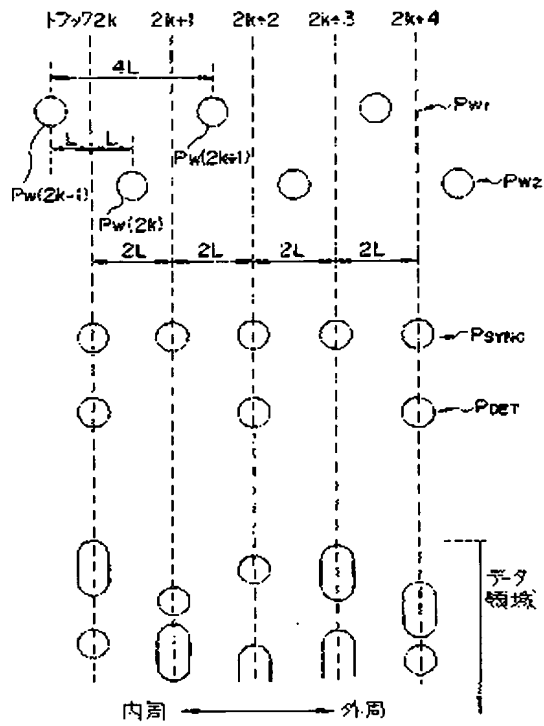 トラック2k 2k+1 2k+2 2k+3 2k+4
4L
PW1
L L
PW(2k-1)
PW(2k+1)
PW(2k)
PW2
2L 2L 2L 2L
PSYNC
PDET
データ
領域
内周 外周